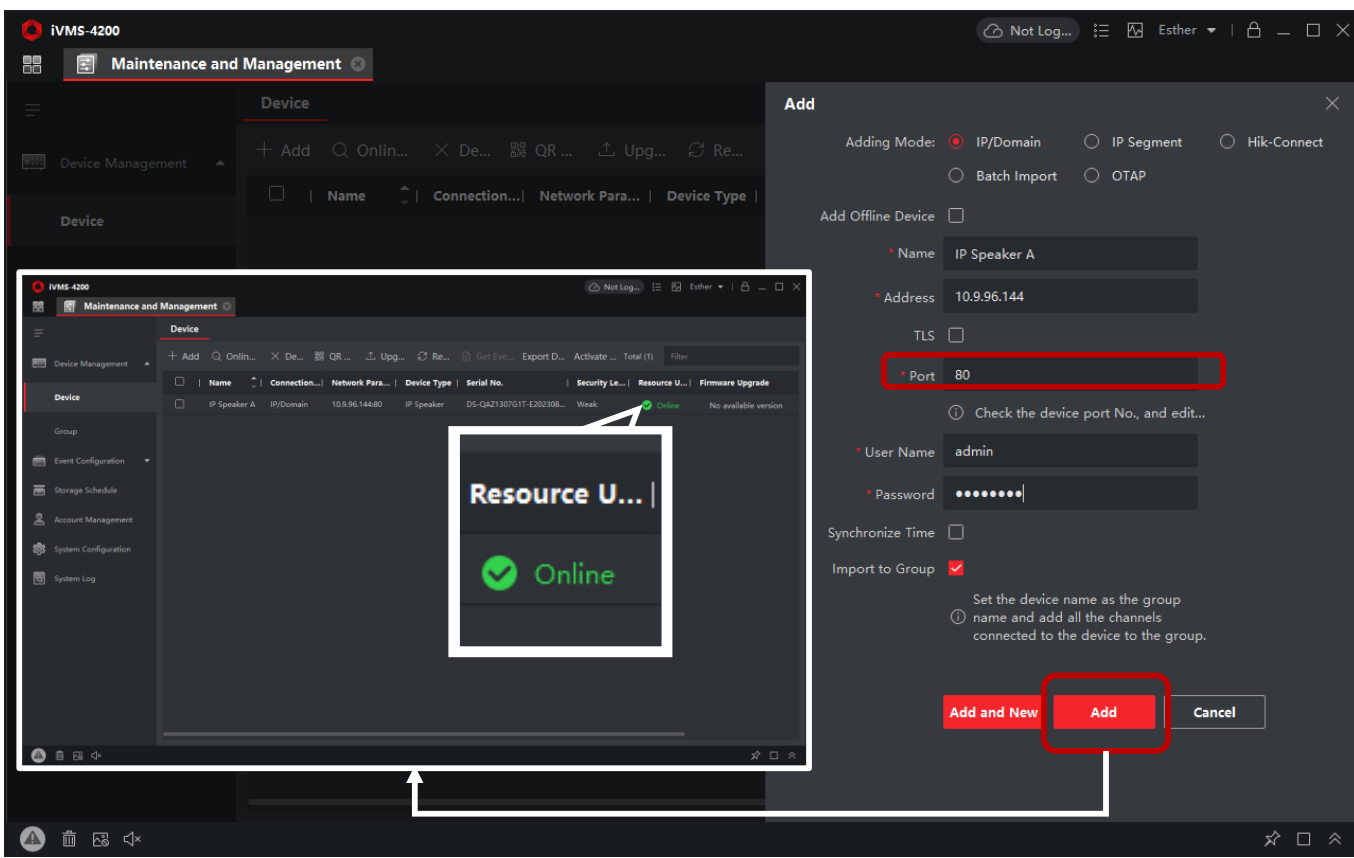 iVMS-4200
Not Log...
Esther
Maintenance and Management
Device
Add
Adding Mode: IP/Domain IP Segment Hik-Connect
Batch Import OTAP
+ Add Onlin... De... QR ... Upg... Re...
Device Management
Name Connection... Network Para... Device Type
Device
Add Offline Device
* Name IP Speaker A
* Address 10.9.96.144
TLS
* Port 80
Check the device port No., and edit...
* User Name admin
* Password ••••••••
Synchronize Time
Import to Group
Set the device name as the group
name and add all the channels
connected to the device to the group.
Add and New Add Cancel
iVMS-4200
Not Log...
Esther
Maintenance and Management
Device
Device Management
+ Add Onlin... De... QR ... Upg... Re... Get Eve... Export D... Activate ... Total (1) Filter
Name Connection... Network Para... Device Type Serial No. Security Le... Resource U... Firmware Upgrade
Device
IP Speaker A IP/Domain 10.9.96.144:80 IP Speaker DS-QAZ1307G1T-E202308... Weak Online No available version
Group
Event Configuration
Storage Schedule
Account Management
System Configuration
System Log
Resource U... |
Online